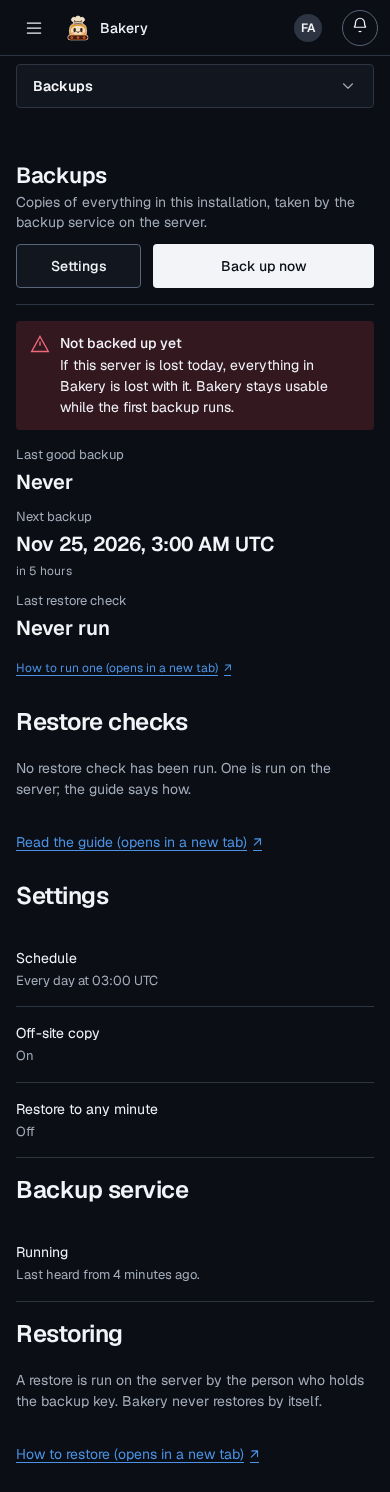 Bakery
FA
Backups
Backups
Copies of everything in this installation, taken by the
backup service on the server.
Settings
Back up now
Not backed up yet
If this server is lost today, everything in
Bakery is lost with it. Bakery stays usable
while the first backup runs.
Last good backup
Never
Next backup
Nov 25, 2026, 3:00 AM UTC
in 5 hours
Last restore check
Never run
How to run one (opens in a new tab) ↗
Restore checks
No restore check has been run. One is run on the
server; the guide says how.
Read the guide (opens in a new tab) ↗
Settings
Schedule
Every day at 03:00 UTC
Off-site copy
On
Restore to any minute
Off
Backup service
Running
Last heard from 4 minutes ago.
Restoring
A restore is run on the server by the person who holds
the backup key. Bakery never restores by itself.
How to restore (opens in a new tab) ↗